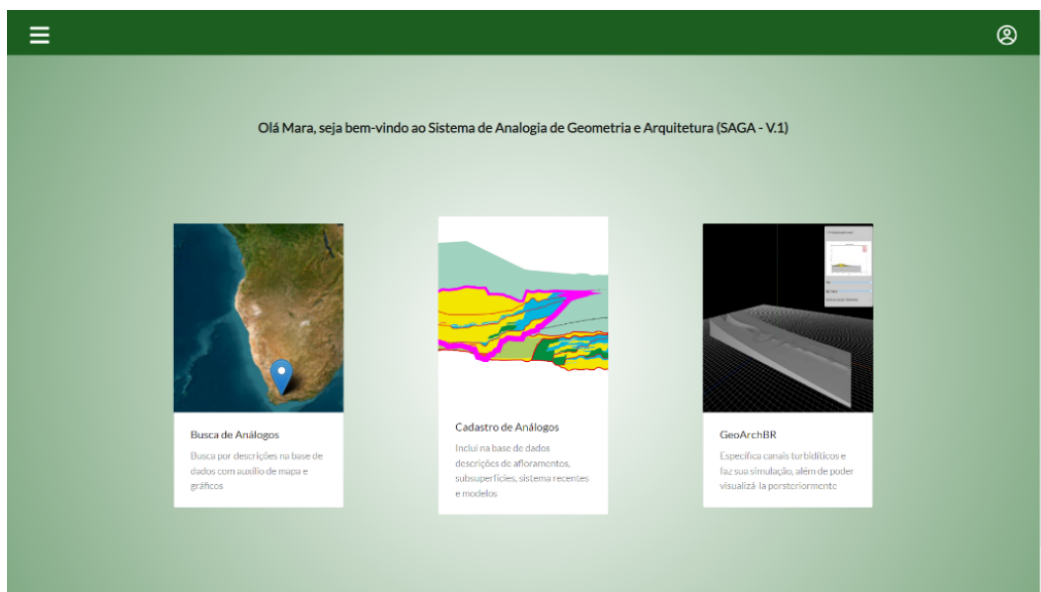 Olá Mara, seja bem-vindo ao Sistema de Analogia de Geometria e Arquitetura (SAGA - V.1)
Busca de Análogos
Busca por descrições na base de
dados com auxílio de mapa e
gráficos
Cadastro de Análogos
Inclui na base de dados
descrições de afloramentos,
subsuperfícies, sistema recentes
e modelos
GeoArchBR
Especifica canais turbidíticos e
faz sua simulação, além de poder
visualizá-la porsteriormente